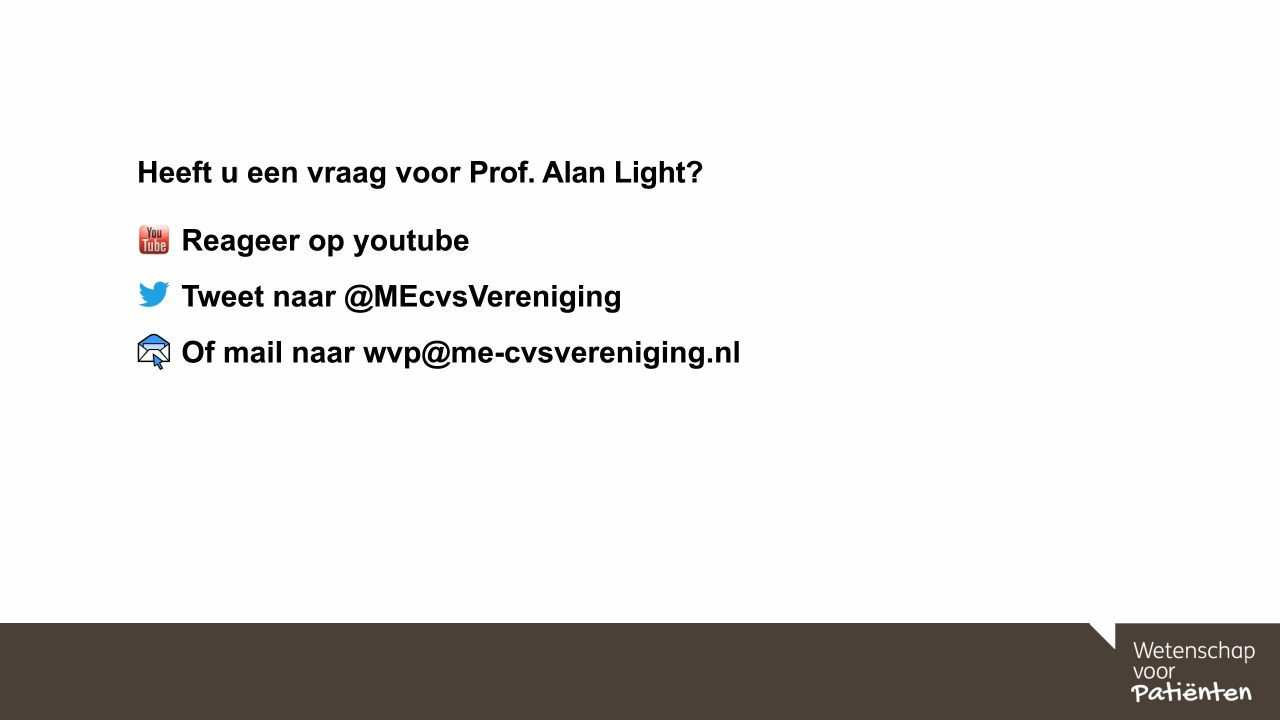 Heeft u een vraag voor Prof. Alan Light?
You
Tube
Reageer op youtube
Tweet naar @MEcvsVereniging
Of mail naar wvp@me-cvsvereniging.nl
Wetenschap
voor
Patiënten